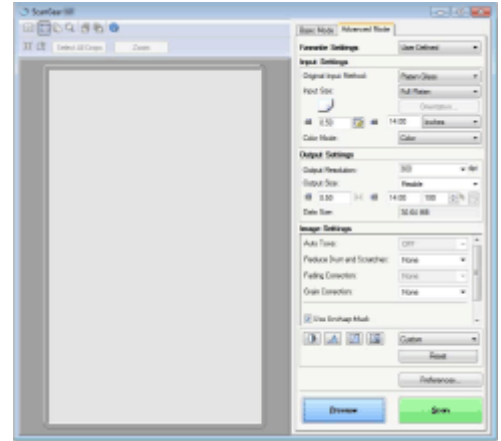 ScanGear
Select All Crops
Zoom
Basic Mode
Advanced Mode
Favorite Settings
User Defined
Input Settings
Original Input Method:
Platen Glass
Input Size:
Full Platen
Orientation...
8.50
14.00
inches
Color Mode:
Color
Output Settings
Output Resolution:
300
dpi
Output Size:
Flexible
8.50
14.00
100
%
Data Size:
Image Settings
Auto Tone:
OFF
Reduce Dust and Scratches:
None
Fading Correction:
None
Grain Correction:
None
Use Unsharp Mask
Custom
Reset
Preferences...
Preview
Scan